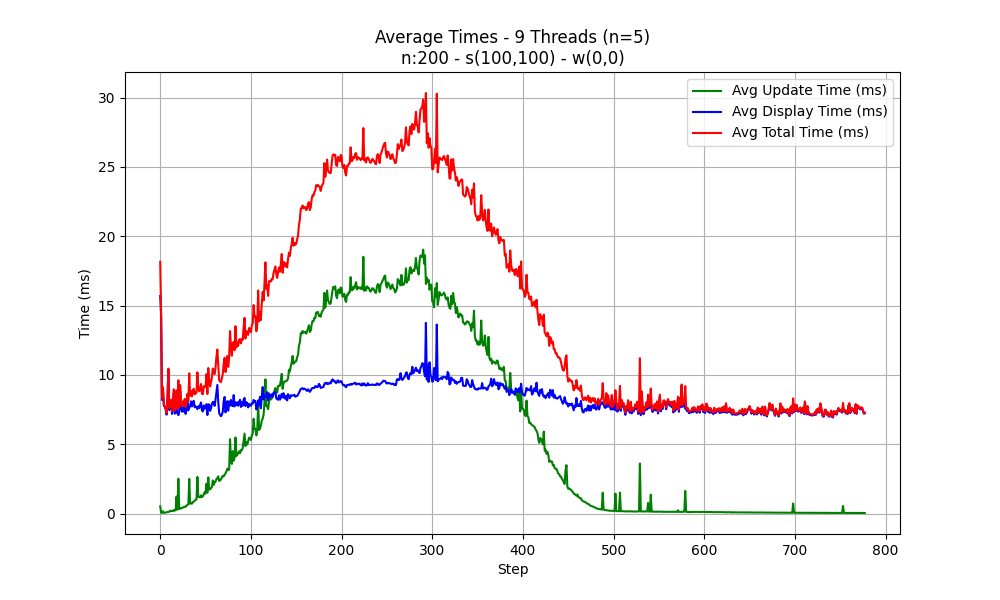 Average Times - 9 Threads (n=5)
n:200 - s(100,100) - w(0,0)
Avg Update Time (ms)
Avg Display Time (ms)
Avg Total Time (ms)
Time (ms)
30
25
20
15
10
5
0
0 100 200 300 400 500 600 700 800
Step